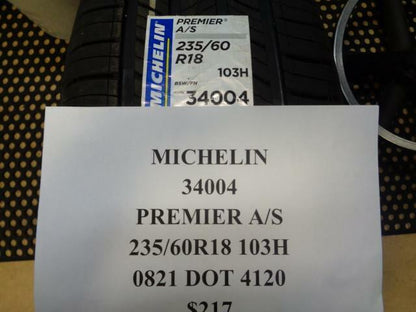 MICHELIN
PREMIER®
A/S
235/60
R18
103H
34004
MICHELIN
34004
PREMIER A/S
235/60R18 103H
0821 DOT 4120
$217